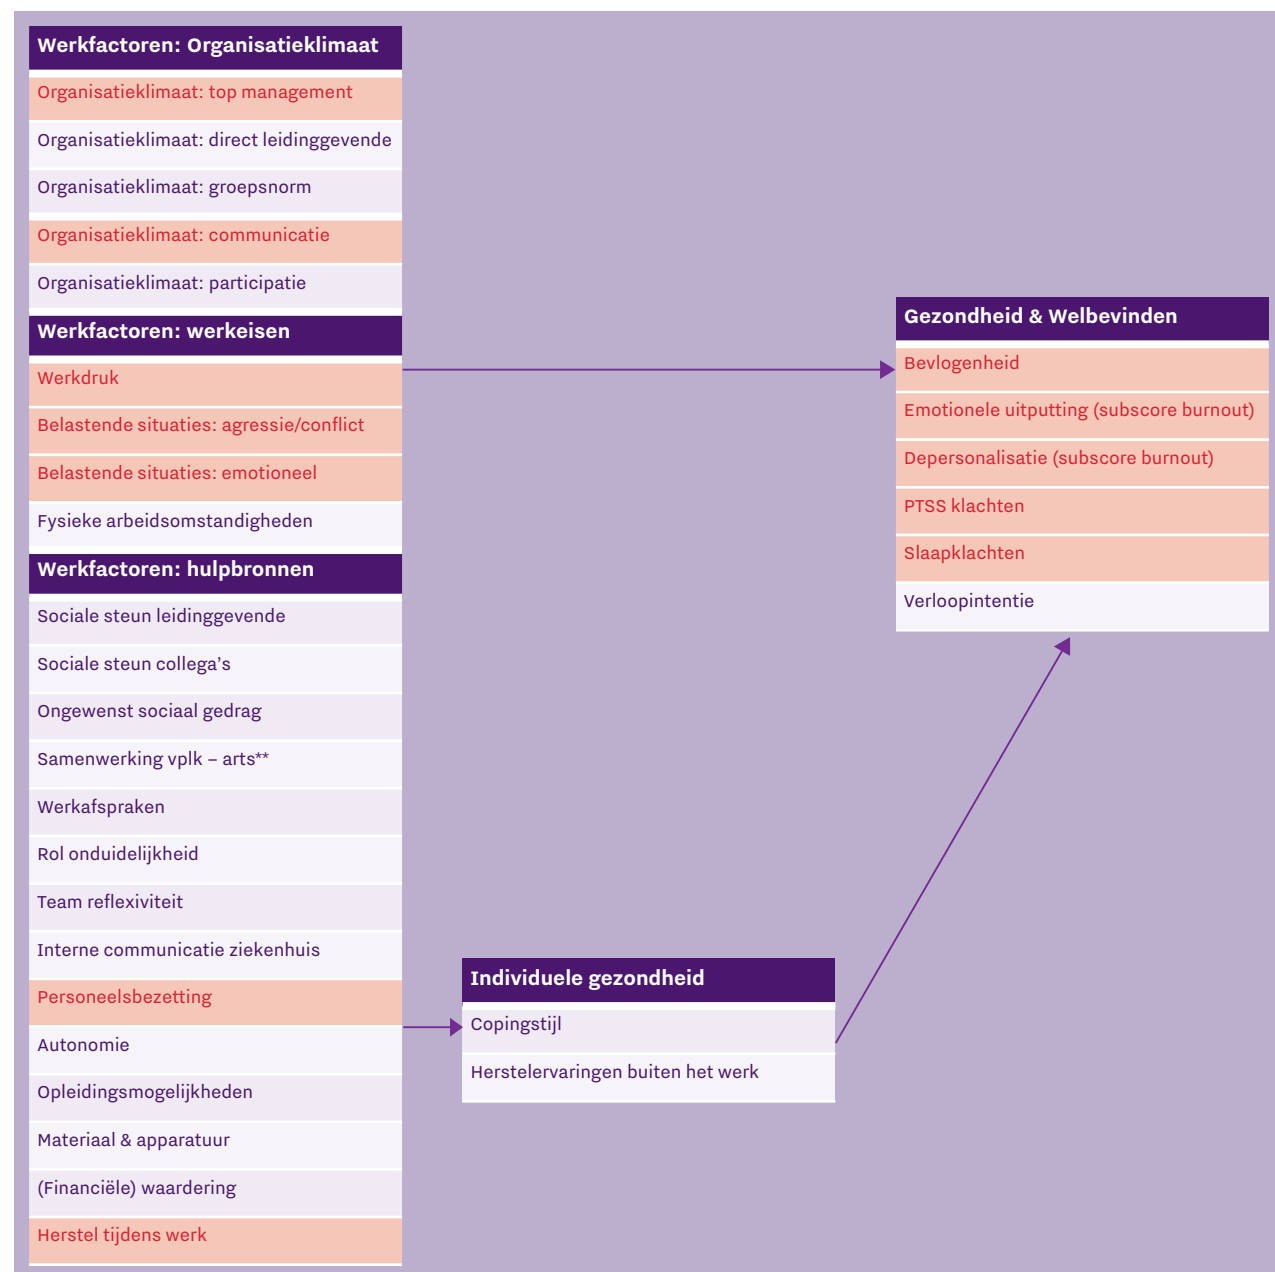 Werkfactoren: Organisatieklimaat
Organisatieklimaat: top management
Organisatieklimaat: direct leidinggevende
Organisatieklimaat: groepsnorm
Organisatieklimaat: communicatie
Organisatieklimaat: participatie
Werkfactoren: werkeisen
Werkdruk
Belastende situaties: agressie/conflict
Belastende situaties: emotioneel
Fysieke arbeidsomstandigheden
Werkfactoren: hulpbronnen
Sociale steun leidinggevende
Sociale steun collega’s
Ongewenst sociaal gedrag
Samenwerking vplk – arts**
Werkafspraken
Rol onduidelijkheid
Team reflexiviteit
Interne communicatie ziekenhuis
Personeelsbezetting
Autonomie
Opleidingsmogelijkheden
Materiaal & apparatuur
(Financiële) waardering
Herstel tijdens werk
Individuele gezondheid
Copingstijl
Herstelervaringen buiten het werk
Gezondheid & Welbevinden
Bevlogenheid
Emotionele uitputting (subscore burnout)
Depersonalisatie (subscore burnout)
PTSS klachten
Slaapklachten
Verloopintentie